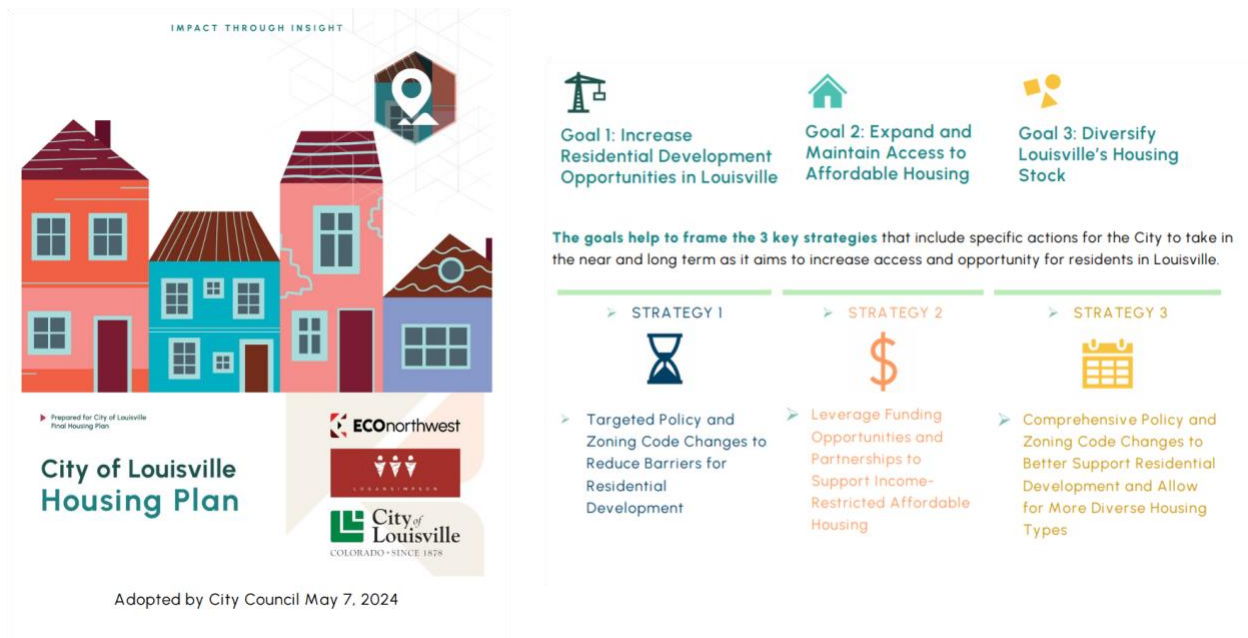 IMPACT THROUGH INSIGHT
Prepared for City of Louisville
Final Housing Plan
City of Louisville
Housing Plan
ECOnorthwest
LOGANSIMPSON
City of
Louisville
COLORADO • SINCE 1878
Adopted by City Council May 7, 2024
Goal 1: Increase
Residential Development
Opportunities in Louisville
Goal 2: Expand and
Maintain Access to
Affordable Housing
Goal 3: Diversify
Louisville's Housing
Stock
The goals help to frame the 3 key strategies that include specific actions for the City to take in
the near and long term as it aims to increase access and opportunity for residents in Louisville.
STRATEGY 1
Targeted Policy and
Zoning Code Changes to
Reduce Barriers for
Residential
Development
STRATEGY 2
$
Leverage Funding
Opportunities and
Partnerships to
Support Income-
Restricted Affordable
Housing
STRATEGY 3
Comprehensive Policy and
Zoning Code Changes to
Better Support Residential
Development and Allow
for More Diverse Housing
Types